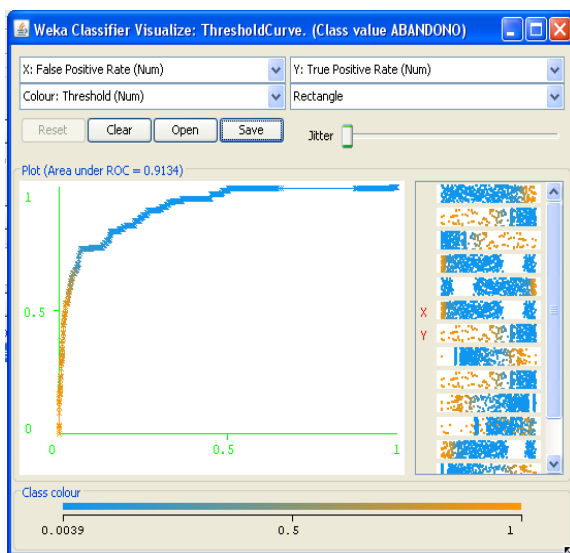 Weka Classifier Visualize: ThresholdCurve. (Class value ABANDONO)
X: False Positive Rate (Num)
Y: True Positive Rate (Num)
Colour: Threshold (Num)
Rectangle
Reset
Clear
Open
Save
Jitter
Plot (Area under ROC = 0.9134)
1
0.5
0
0
0.5
1
X
Y
Class colour
0.0039
0.5
1